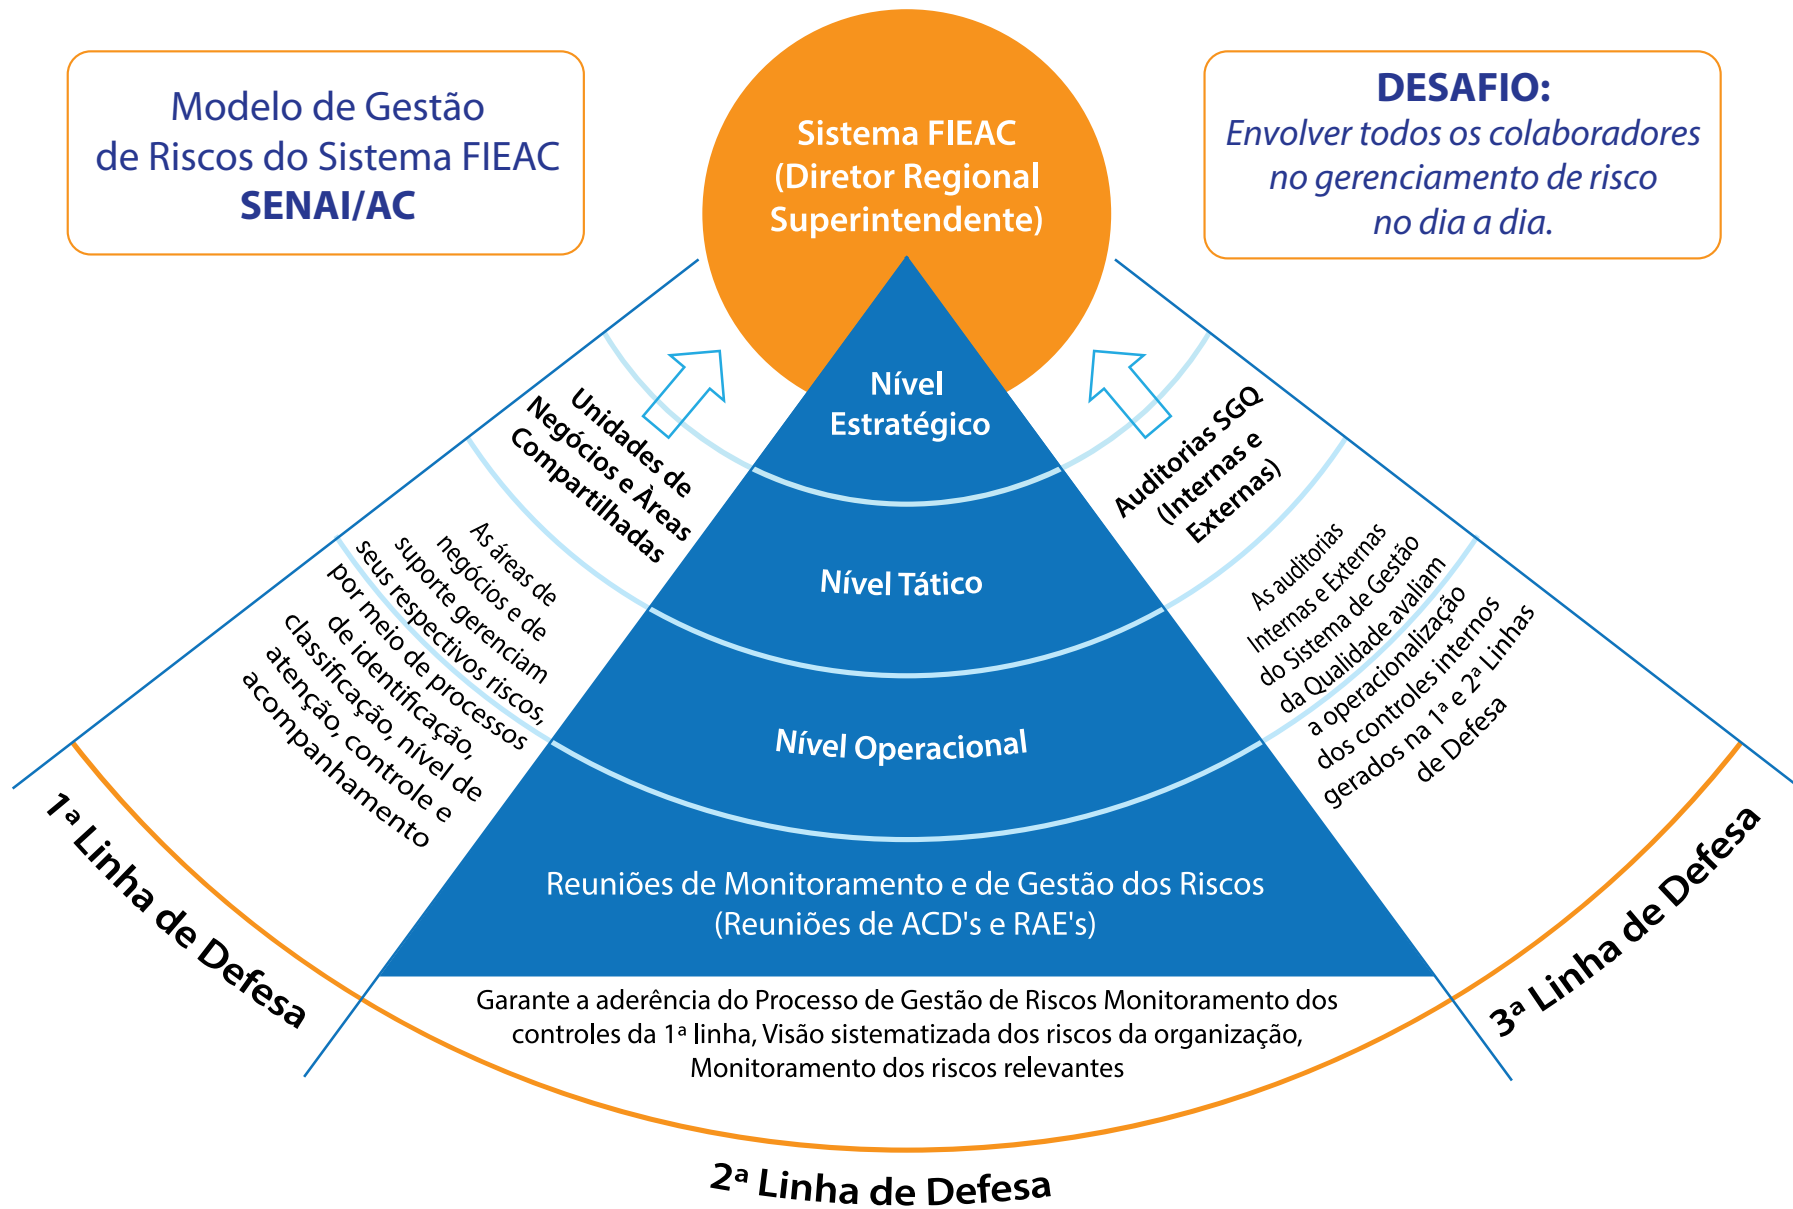 Modelo de Gestão
de Riscos do Sistema FIEAC
SENAI/AC
DESAFIO:
Envolver todos os colaboradores
no gerenciamento de risco
no dia a dia.
Sistema FIEAC
(Diretor Regional
Superintendente)
Nível
Estratégico
Nível Tático
Nível Operacional
Reuniões de Monitoramento e de Gestão dos Riscos
(Reuniões de ACD's e RAE's)
Unidades de
Negócios e Àreas
Compartilhadas
As áreas de
negócios e de
suporte gerenciam
seus respectivos riscos,
por meio de processos
de identificação,
classificação, nível de
atenção, controle e
acompanhamento
1ª Linha de Defesa
Garante a aderência do Processo de Gestão de Riscos Monitoramento dos
controles da 1ª linha, Visão sistematizada dos riscos da organização,
Monitoramento dos riscos relevantes
2ª Linha de Defesa
Auditorias SGQ
(Internas e
Externas)
As auditorias
Internas e Externas
do Sistema de Gestão
da Qualidade avaliam
a operacionalização
dos controles internos
gerados na 1ª e 2ª Linhas
de Defesa
3ª Linha de Defesa